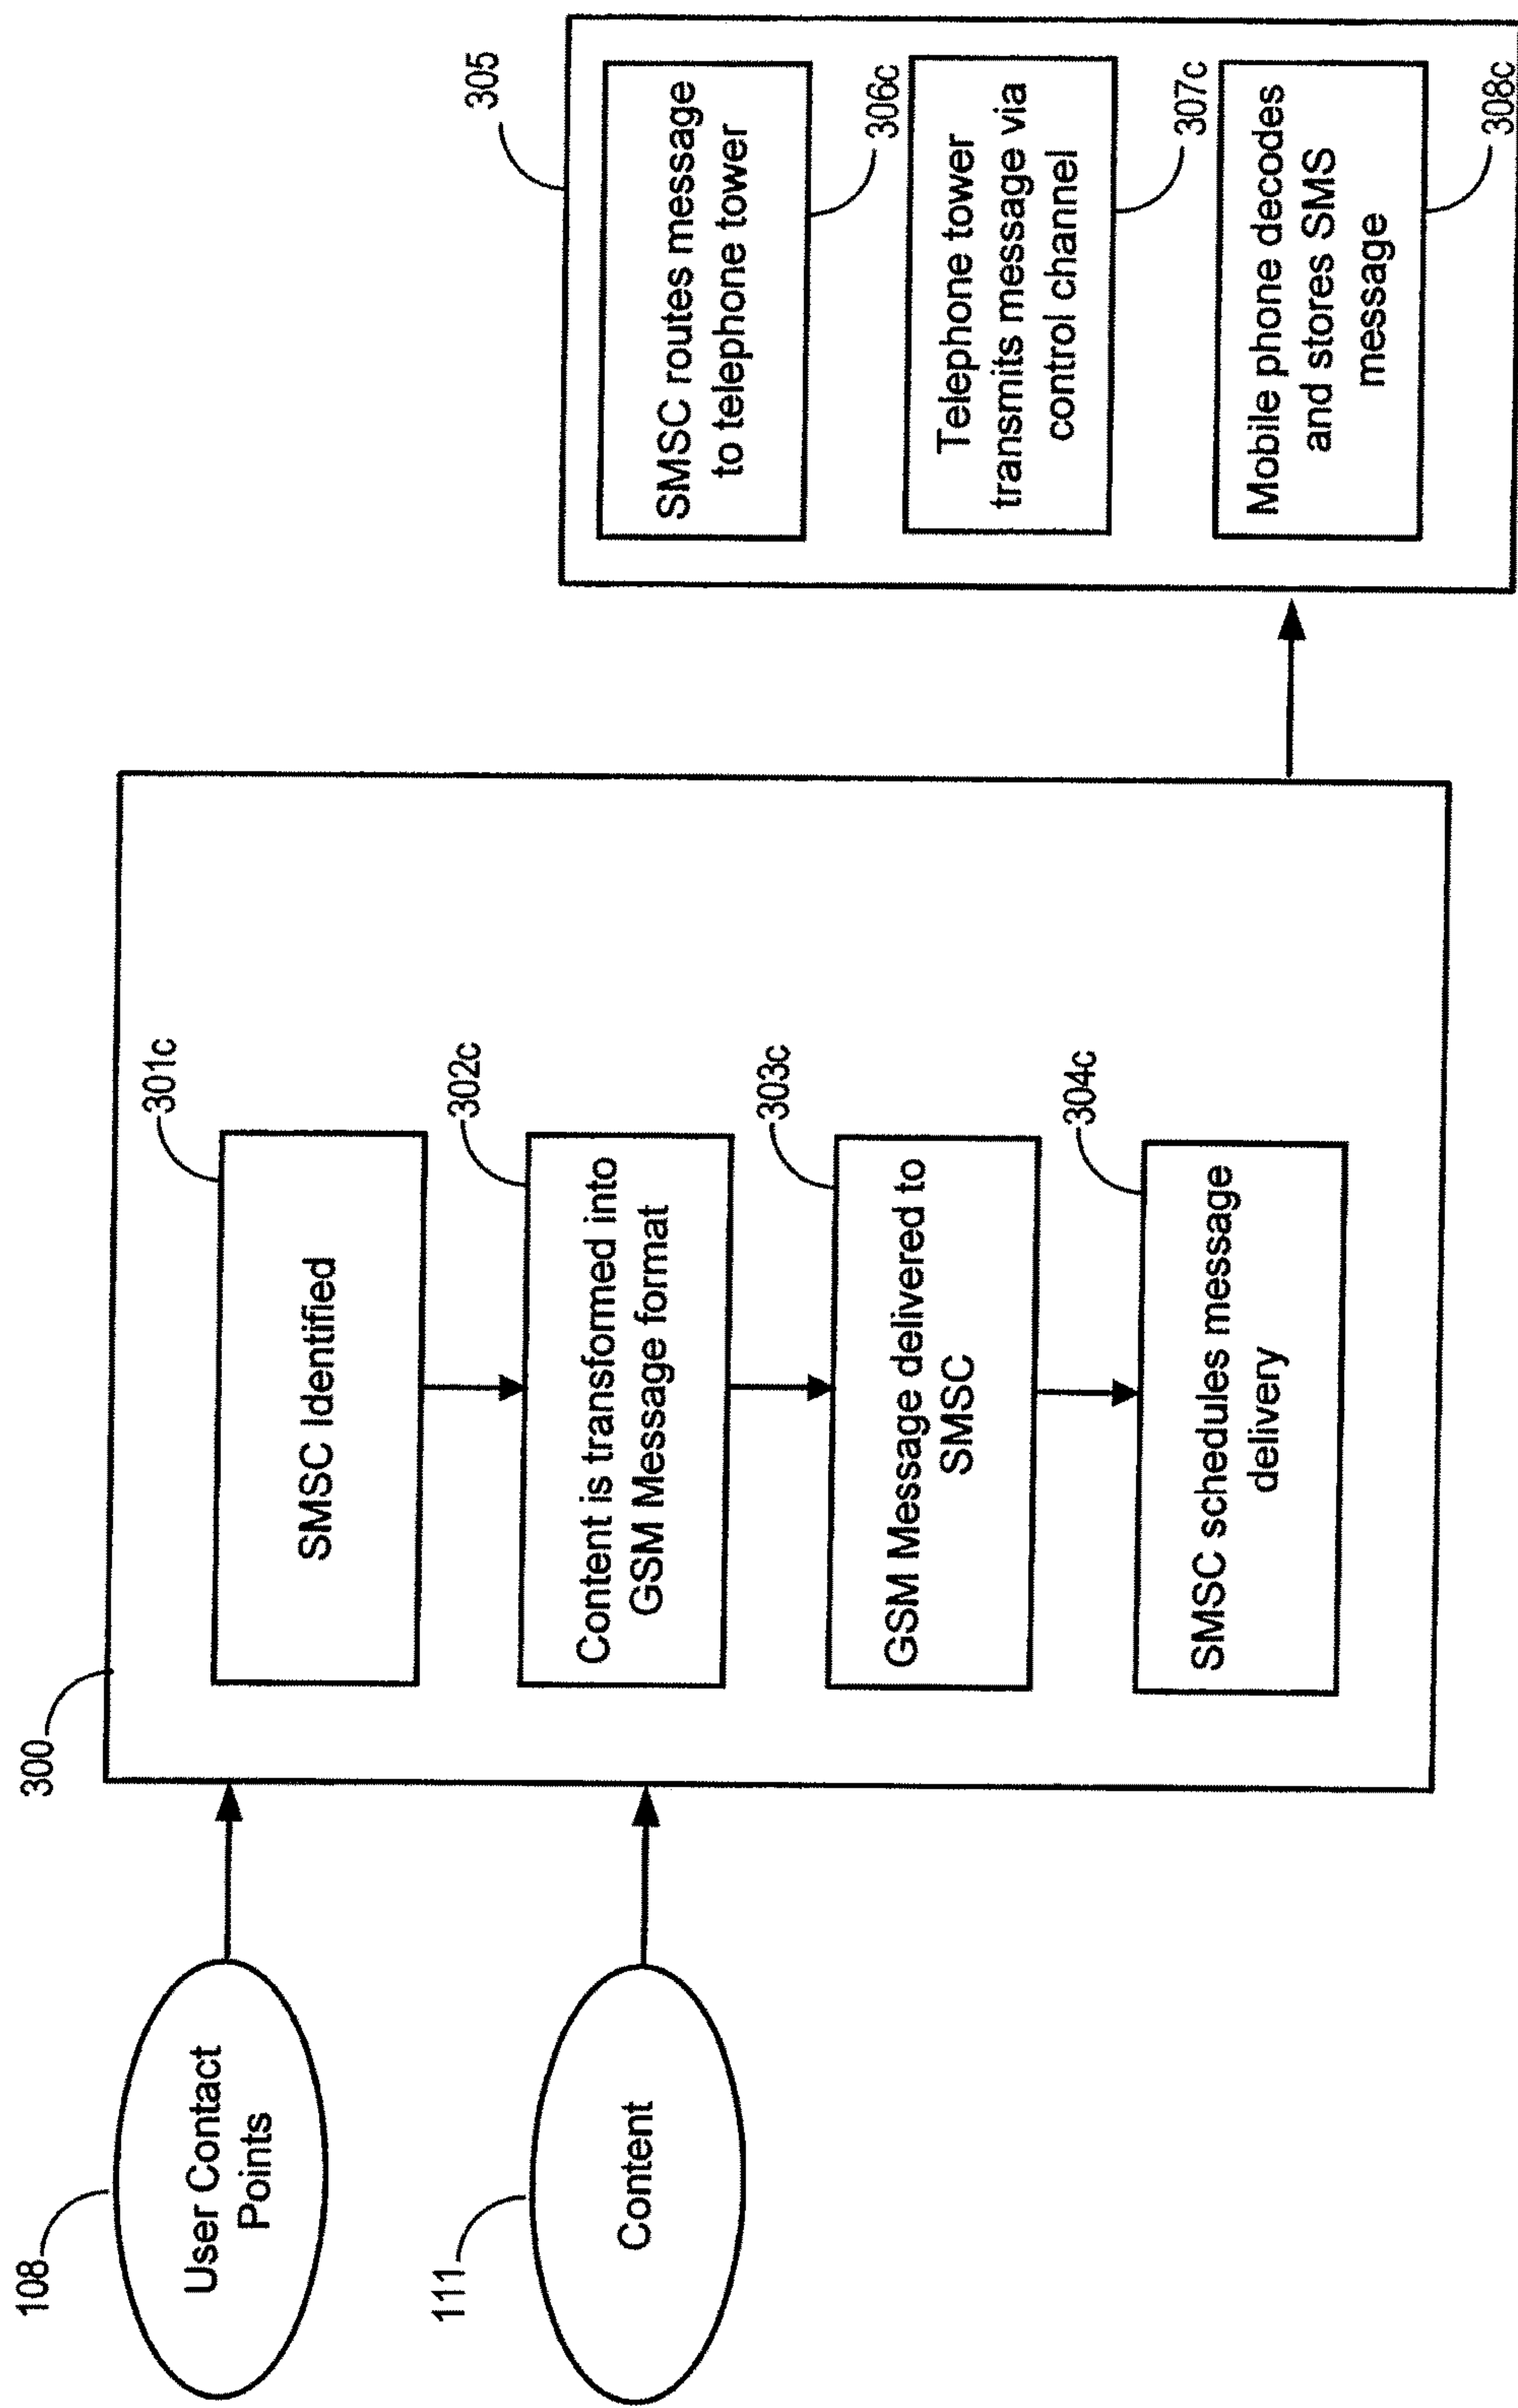 108
User Contact
Points
111
Content
300
301c
SMSC Identified
302c
Content is transformed into
GSM Message format
303c
GSM Message delivered to
SMSC
304c
SMSC schedules message
delivery
305
SMSC routes message
to telephone tower
306c
Telephone tower
transmits message via
control channel
307c
Mobile phone decodes
and stores SMS
message
308c